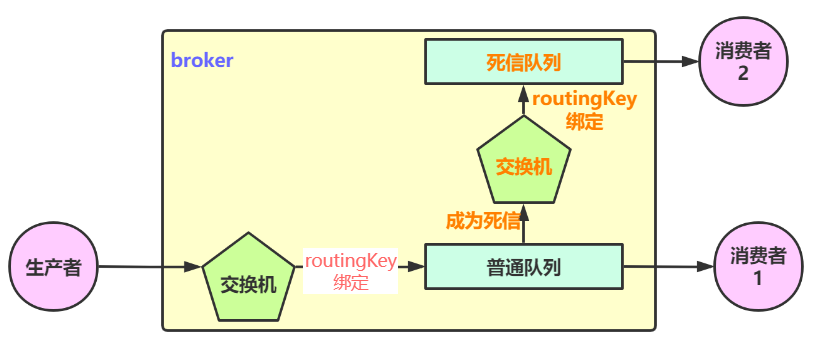 broker
死信队列
消费者
2
routingKey
绑定
交换机
成为死信
生产者
交换机
routingKey
绑定
普通队列
消费者
1